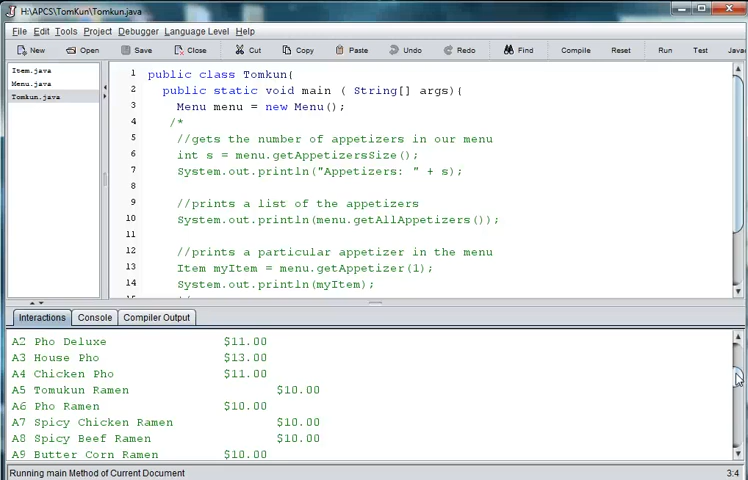 H:\APCS\TomKun\Tomkun.java
File Edit Tools Project Debugger Language Level Help
New Open Save Close Cut Copy Paste Undo Redo Find Compile Reset Run Test Java
Item.java
Menu.java
Tomkun.java
1 public class Tomkun{
2 public static void main ( String[] args){
3 Menu menu = new Menu();
4 /*
5 //gets the number of appetizers in our menu
6 int s = menu.getAppetizersSize();
7 System.out.println("Appetizers: " + s);
8
9 //prints a list of the appetizers
10 System.out.println(menu.getAllAppetizers());
11
12 //prints a particular appetizer in the menu
13 Item myItem = menu.getAppetizer(1);
14 System.out.println(myItem);
Interactions Console Compiler Output
A2 Pho Deluxe $11.00
A3 House Pho $13.00
A4 Chicken Pho $11.00
A5 Tomukun Ramen $10.00
A6 Pho Ramen $10.00
A7 Spicy Chicken Ramen $10.00
A8 Spicy Beef Ramen $10.00
A9 Butter Corn Ramen $10.00
Running main Method of Current Document 3:4